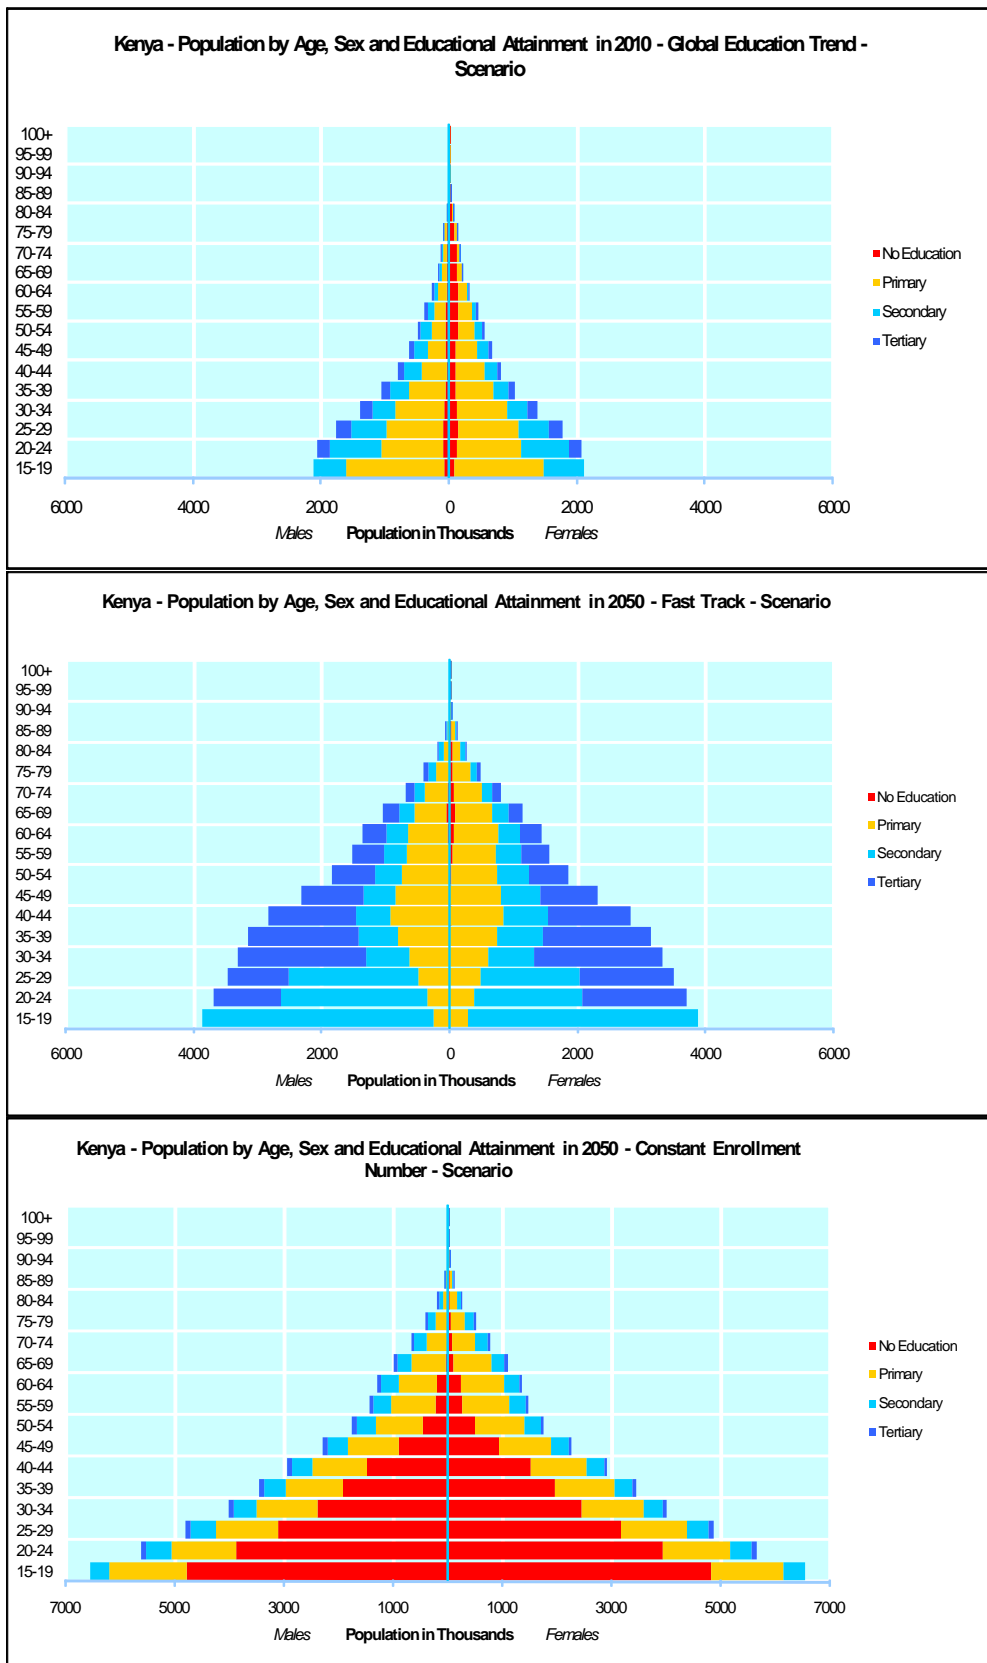 Kenya - Population by Age, Sex and Educational Attainment in 2010 - Global Education Trend -
Scenario
100+
95-99
90-94
85-89
80-84
75-79
70-74
65-69
60-64
55-59
50-54
45-49
40-44
35-39
30-34
25-29
20-24
15-19
No Education
Primary
Secondary
Tertiary
6000 4000 2000 0 2000 4000 6000
Males Population in Thousands Females
Kenya - Population by Age, Sex and Educational Attainment in 2050 - Fast Track - Scenario
100+
95-99
90-94
85-89
80-84
75-79
70-74
65-69
60-64
55-59
50-54
45-49
40-44
35-39
30-34
25-29
20-24
15-19
No Education
Primary
Secondary
Tertiary
6000 4000 2000 0 2000 4000 6000
Males Population in Thousands Females
Kenya - Population by Age, Sex and Educational Attainment in 2050 - Constant Enrollment
Number - Scenario
100+
95-99
90-94
85-89
80-84
75-79
70-74
65-69
60-64
55-59
50-54
45-49
40-44
35-39
30-34
25-29
20-24
15-19
No Education
Primary
Secondary
Tertiary
7000 5000 3000 1000 1000 3000 5000 7000
Males Population in Thousands Females